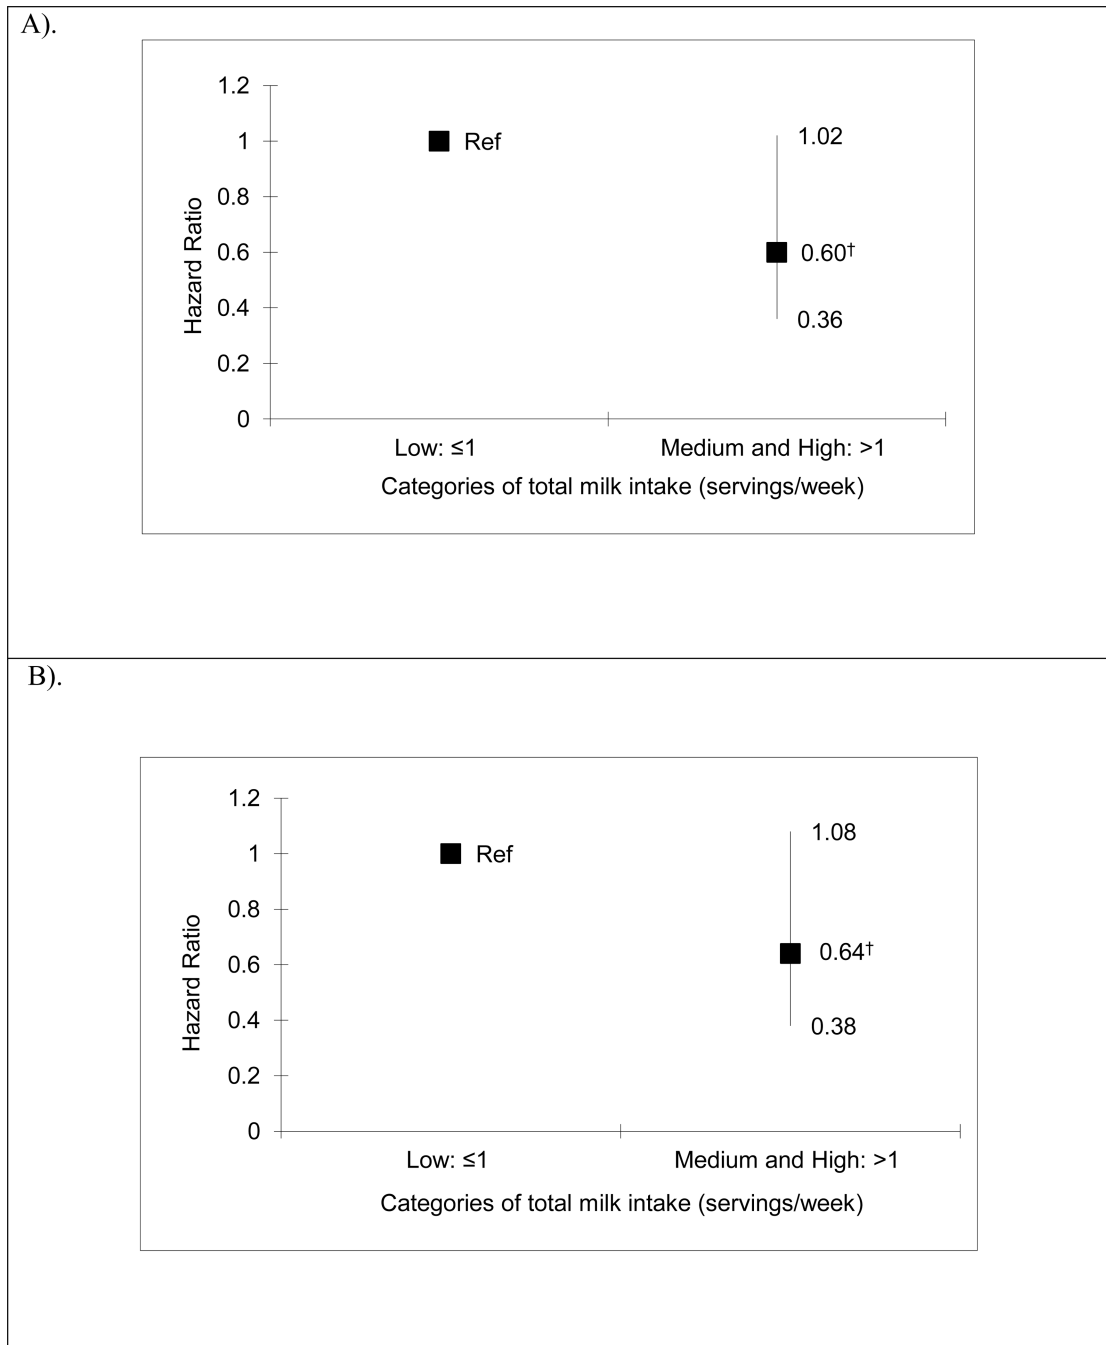 A).
1.2
1
0.8
0.6
0.4
0.2
0
Hazard Ratio
Ref
1.02
0.60†
0.36
Low: ≤1
Medium and High: >1
Categories of total milk intake (servings/week)
B).
1.2
1
0.8
0.6
0.4
0.2
0
Hazard Ratio
Ref
1.08
0.64†
0.38
Low: ≤1
Medium and High: >1
Categories of total milk intake (servings/week)